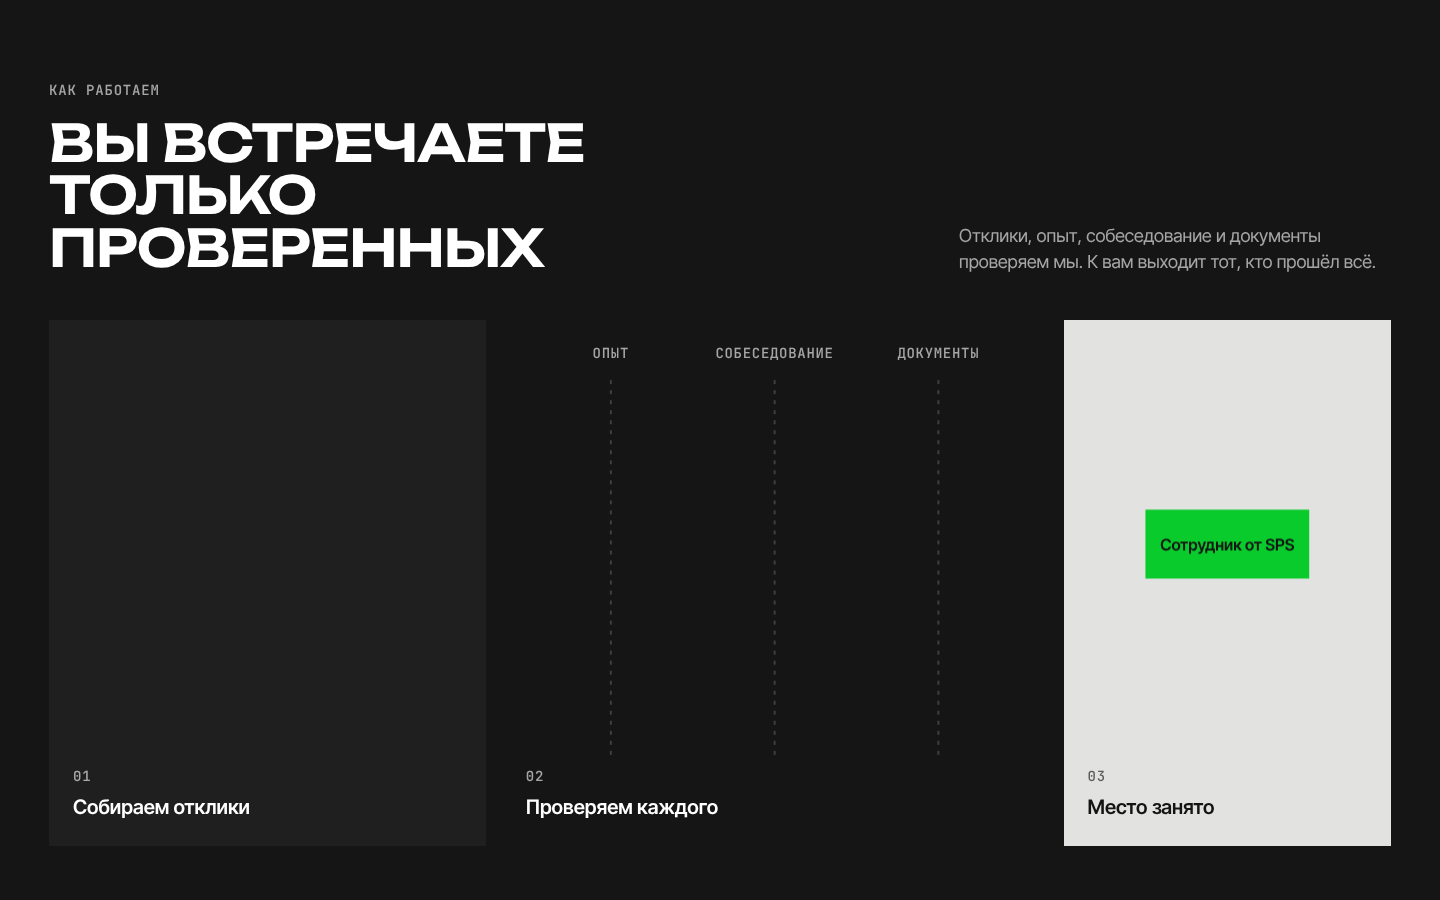 КАК РАБОТАЕМ
ВЫ ВСТРЕЧАЕТЕ
ТОЛЬКО
ПРОВЕРЕННЫХ
Отклики, опыт, собеседование и документы
проверяем мы. К вам выходит тот, кто прошёл всё.
ОПЫТ
СОБЕСЕДОВАНИЕ
ДОКУМЕНТЫ
Сотрудник от SPS
01
Собираем отклики
02
Проверяем каждого
03
Место занято